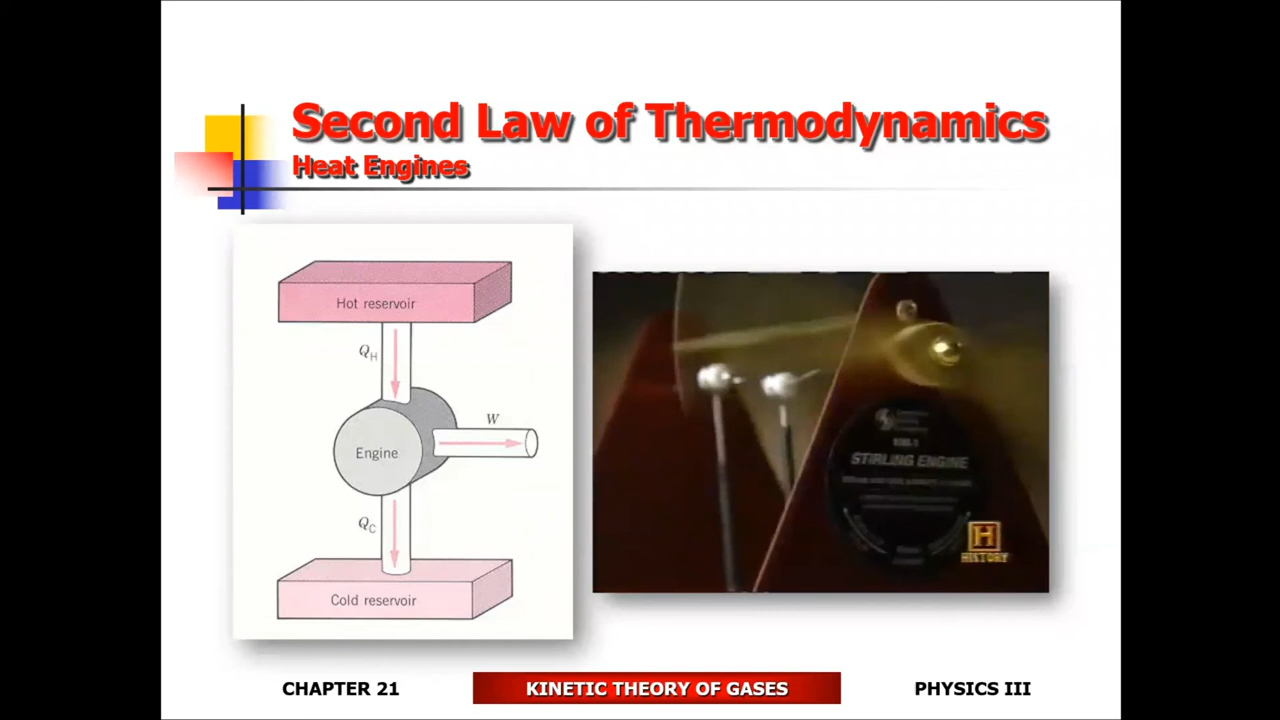 Second Law of Thermodynamics
Heat Engines
Hot reservoir
QH
W
Engine
QC
Cold reservoir
STIRLING ENGINE
H
HISTORY
CHAPTER 21
KINETIC THEORY OF GASES
PHYSICS III